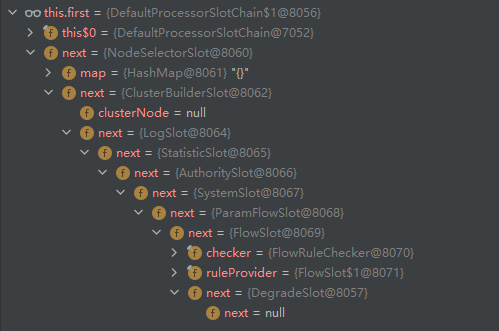 this.first = {DefaultProcessorSlotChain$1@8056}
this$0 = {DefaultProcessorSlotChain@7052}
next = {NodeSelectorSlot@8060}
map = {HashMap@8061} "{}"
next = {ClusterBuilderSlot@8062}
clusterNode = null
next = {LogSlot@8064}
next = {StatisticSlot@8065}
next = {AuthoritySlot@8066}
next = {SystemSlot@8067}
next = {ParamFlowSlot@8068}
next = {FlowSlot@8069}
checker = {FlowRuleChecker@8070}
ruleProvider = {FlowSlot$1@8071}
next = {DegradeSlot@8057}
next = null